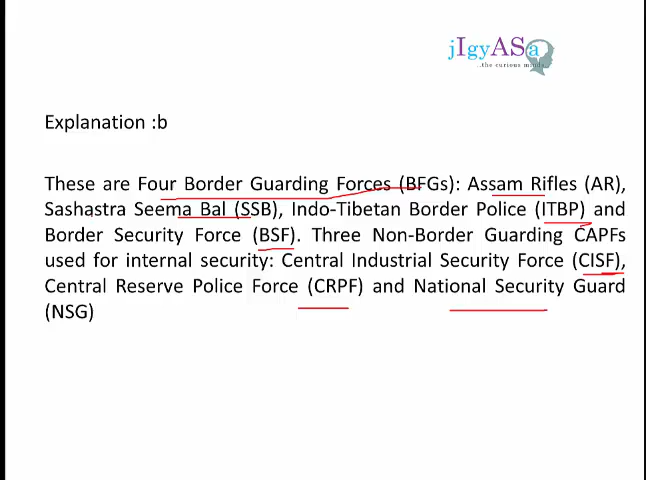 jIgyASa
..the curious minds..
Explanation :b
These are Four Border Guarding Forces (BFGs): Assam Rifles (AR),
Sashastra Seema Bal (SSB), Indo-Tibetan Border Police (ITBP) and
Border Security Force (BSF). Three Non-Border Guarding CAPFs
used for internal security: Central Industrial Security Force (CISF),
Central Reserve Police Force (CRPF) and National Security Guard
(NSG)